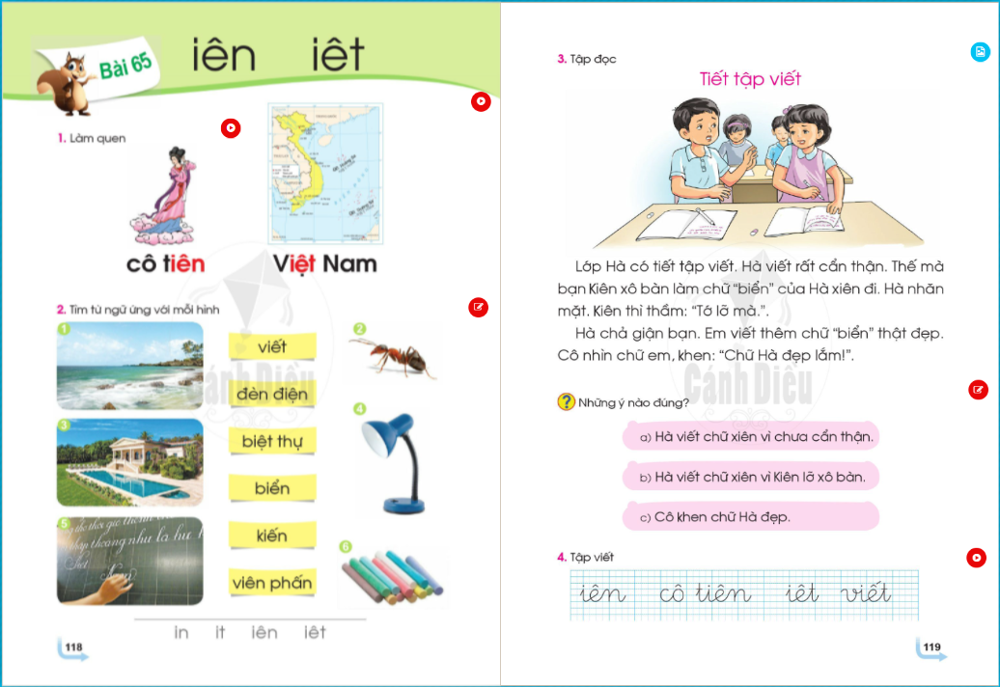 Bài 65
iên iêt
1. Làm quen
cô tiên
Việt Nam
2. Tìm từ ngữ ứng với mỗi hình
1
2
3
4
5
6
viết
đèn điện
biệt thự
biển
kiến
viên phấn
in it iên iêt
118
3. Tập đọc
Tiết tập viết
Lớp Hà có tiết tập viết. Hà viết rất cẩn thận. Thế mà
bạn Kiên xô bàn làm chữ “biển” của Hà xiên đi. Hà nhăn
mặt. Kiên thì thầm: “Tớ lỡ mà.”.
Hà chả giận bạn. Em viết thêm chữ “biển” thật đẹp.
Cô nhìn chữ em, khen: “Chữ Hà đẹp lắm!”.
Cánh Diều
Cánh Diều
? Những ý nào đúng?
a) Hà viết chữ xiên vì chưa cẩn thận.
b) Hà viết chữ xiên vì Kiên lỡ xô bàn.
c) Cô khen chữ Hà đẹp.
4. Tập viết
iên cô tiên iêt viết
119